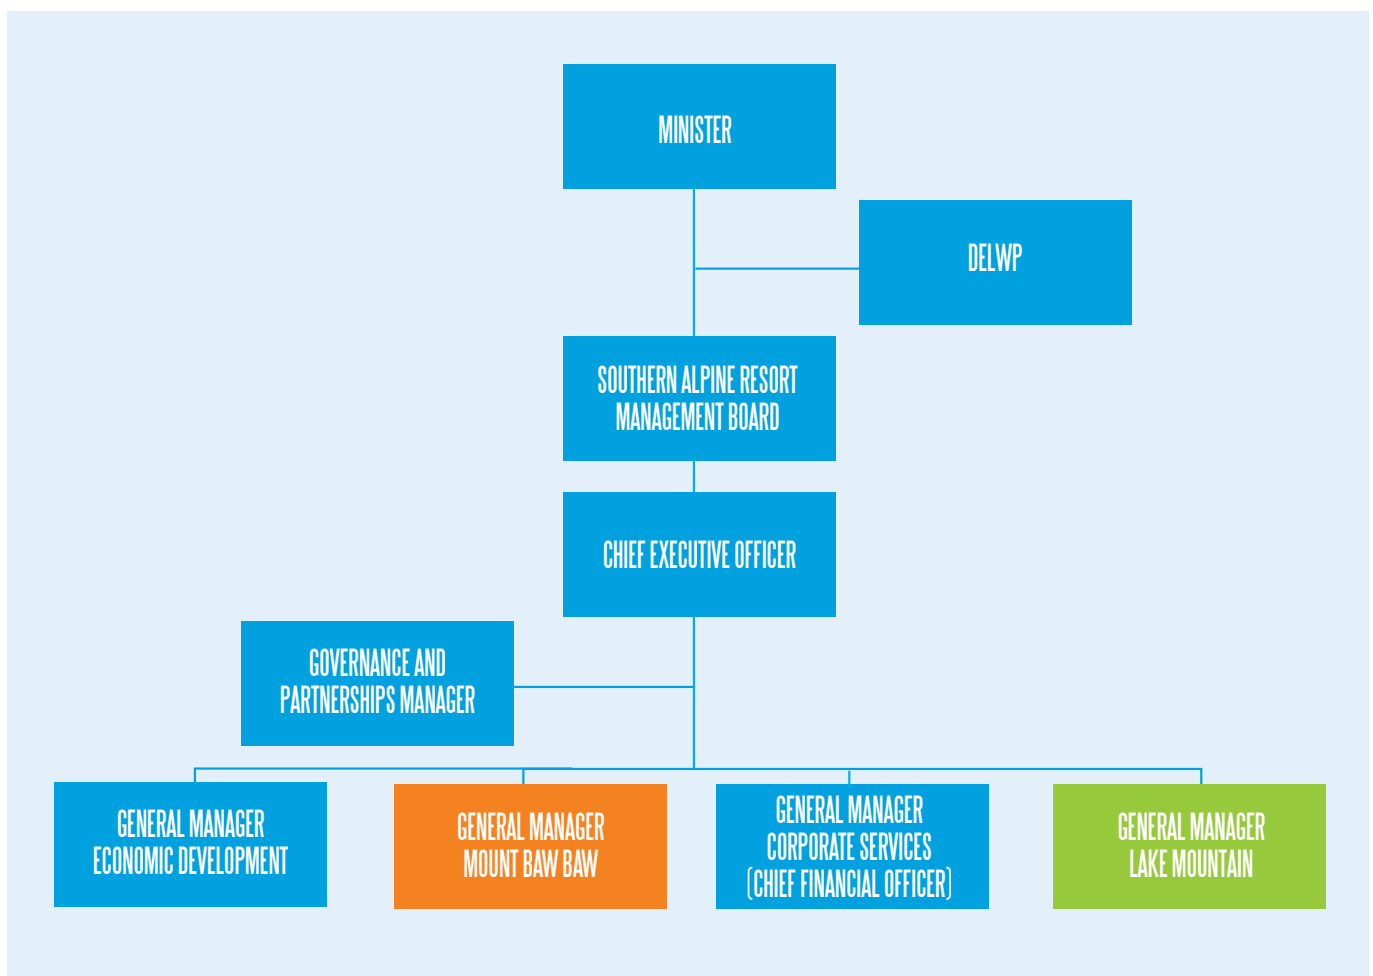 MINISTER
DELWP
SOUTHERN ALPINE RESORT
MANAGEMENT BOARD
CHIEF EXECUTIVE OFFICER
GOVERNANCE AND
PARTNERSHIPS MANAGER
GENERAL MANAGER
ECONOMIC DEVELOPMENT
GENERAL MANAGER
MOUNT BAW BAW
GENERAL MANAGER
CORPORATE SERVICES
(CHIEF FINANCIAL OFFICER)
GENERAL MANAGER
LAKE MOUNTAIN